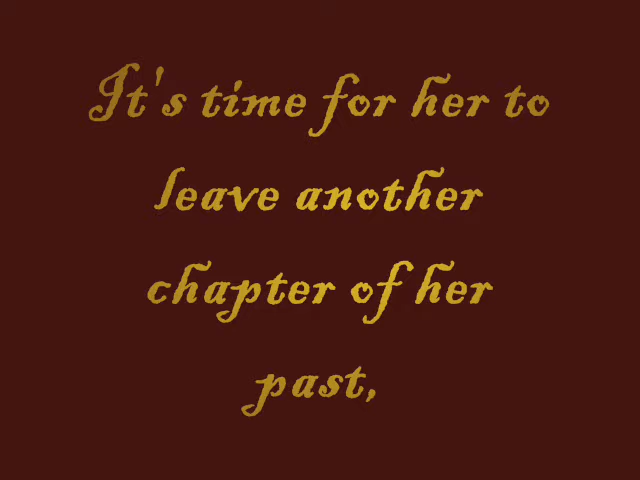 It's time for her to
leave another
chapter of her
past,